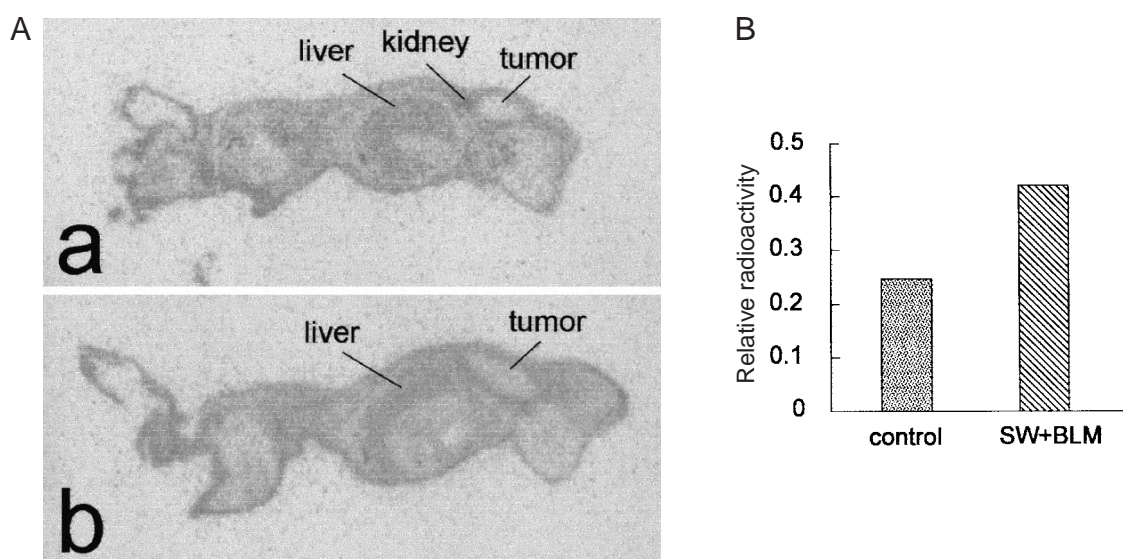 A
liver
kidney
tumor
a
liver
tumor
b
B
Relative radioactivity
0.5
0.4
0.3
0.2
0.1
0
control
SW+BLM